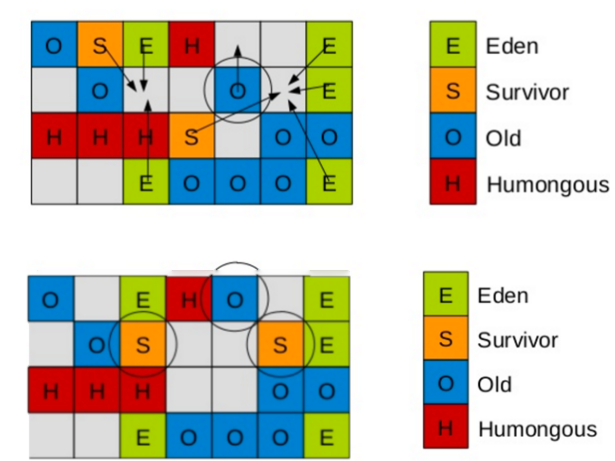 O S E H E
E Eden
O O E
S Survivor
H H H S O O
O Old
E O O O E
H Humongous
O E H O E
E Eden
O S S E
S Survivor
H H H O O
O Old
E O O O E
H Humongous